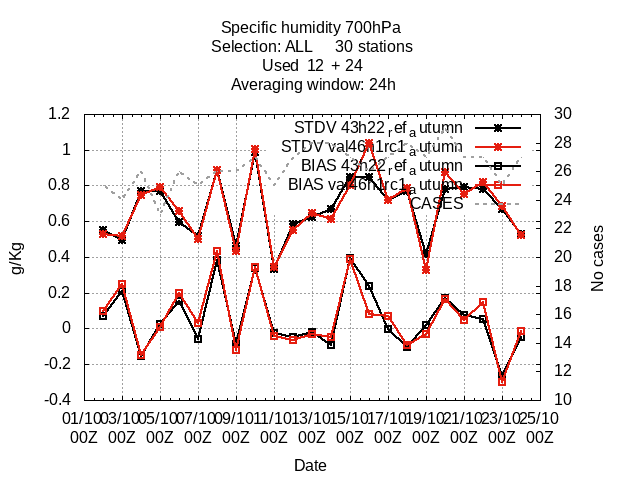 Specific humidity 700hPa
Selection: ALL     30 stations
Used  12  + 24
Averaging window: 24h
STDV 43h22refautumn
STDV val46h1rc1autumn
BIAS 43h22refautumn
BIAS val46h1rc1autumn
CASES
1.2
1
0.8
0.6
0.4
0.2
0
-0.2
-0.4
g/Kg
30
28
26
24
22
20
18
16
14
12
10
No cases
01/10 03/10 05/10 07/10 09/10 11/10 13/10 15/10 17/10 19/10 21/10 23/10 25/10
00Z 00Z 00Z 00Z 00Z 00Z 00Z 00Z 00Z 00Z 00Z 00Z 00Z
Date